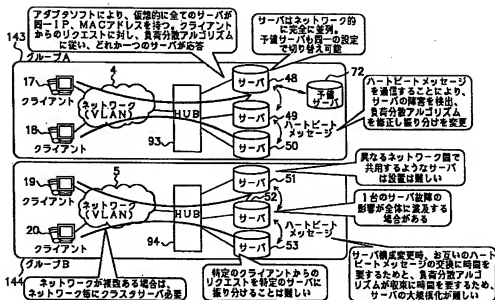 アダプタソフトにより、仮想的に全てのサーバが
同一IP、MACアドレスを持つ。クライアント
からのリクエストに対し、負荷分散アルゴリズム
に従い、どれか1つのサーバが応答
サーバはネットワーク的
に完全に並列。
予備サーバも同一の設定
で切り替え可能
143
グループA
17
クライアント
18
クライアント
4
ネットワーク
(VLAN)
HUB
93
サーバ
48
サーバ
49
サーバ
50
ハートビート
メッセージ
72
予備
サーバ
ハートビートメッセージ
を通信することにより、
サーバの障害を検出、負
荷分散アルゴリズム
を修正し振り分けを変更
19
クライアント
20
クライアント
5
ネットワーク
(VLAN)
HUB
94
サーバ
51
サーバ
52
サーバ
53
ハートビート
メッセージ
異なるネットワーク間で
共用するようなサーバ
は設置は難しい
1台のサーバ故障の
影響が全体に波及する
場合がある
144
グループB
ネットワークが複数ある場合は、
ネットワーク毎にクラスタサーバ必要
特定のクライアントからの
リクエストを特定のサーバに
振り分けることは難しい
サーバ構成変更時、お互いのハート
ビートメッセージの交換に時間を
要するためと、負荷分散アルゴ
リズムが収束に時間を要するため、
サーバの大規模化が難しい